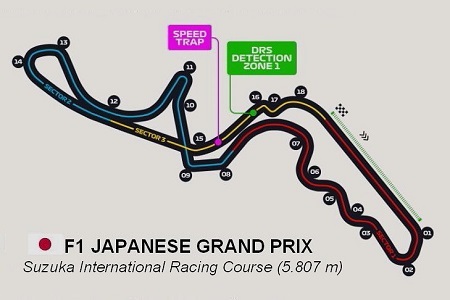 SPEED
TRAP
DRS
DETECTION
ZONE 1
13
14
12
11
10
SECTOR 2
SECTOR 3
15
16
17
18
09
08
07
06
05
04
03
SECTOR 1
02
01
F1 JAPANESE GRAND PRIX
Suzuka International Racing Course (5.807 m)